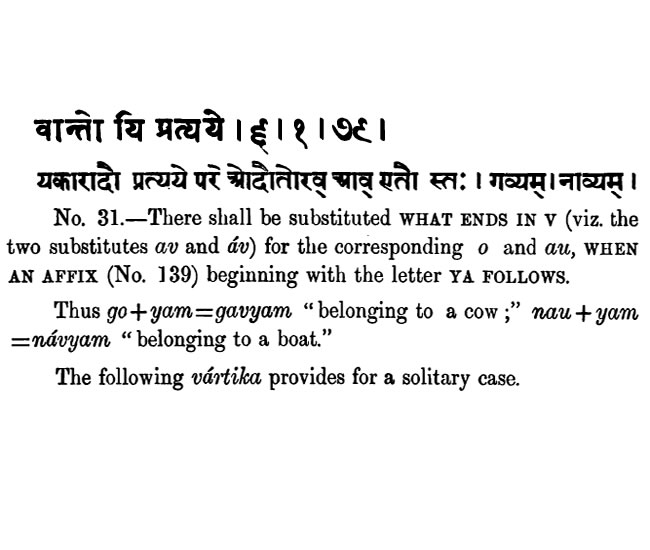 वान्तो यि प्रत्यये । ६ । १ । ७९ ।
यकारादौ प्रत्यये परे ओदौतोरव् आव् एतौ स्तः । गव्यम् । नाव्यम् ।
No. 31.—There shall be substituted WHAT ENDS IN V (viz. the
two substitutes av and áv) for the corresponding o and au, WHEN
AN AFFIX (No. 139) beginning with the letter YA FOLLOWS.
Thus go+yam=gavyam “belonging to a cow;” nau+yam
=návyam “belonging to a boat.”
The following vártika provides for a solitary case.